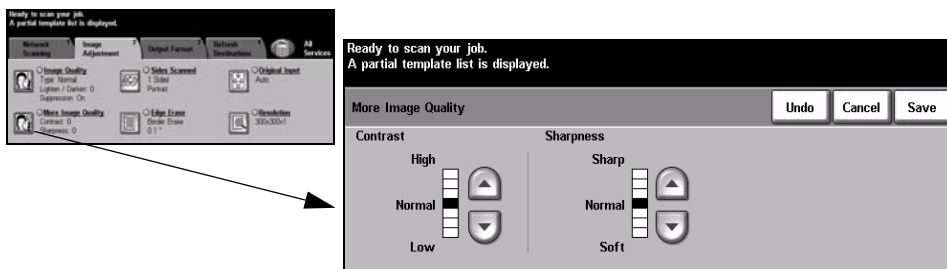 Ready to scan your job.
A partial template list is displayed.
Network Scanning 1
Image Adjustment 2
Output Format 3
Refresh Destinations 4
All Services
Image Quality
Type: Normal
Lighten / Darken: 0
Suppression: On
Sides Scanned
1 Sided
Portrait
Original Input
Auto
More Image Quality
Contrast: 0
Sharpness: 0
Edge Erase
Border Erase
0.1 "
Resolution
300x300x1
Ready to scan your job.
A partial template list is displayed.
More Image Quality
Undo
Cancel
Save
Contrast
Sharpness
High
Normal
Low
Sharp
Normal
Soft